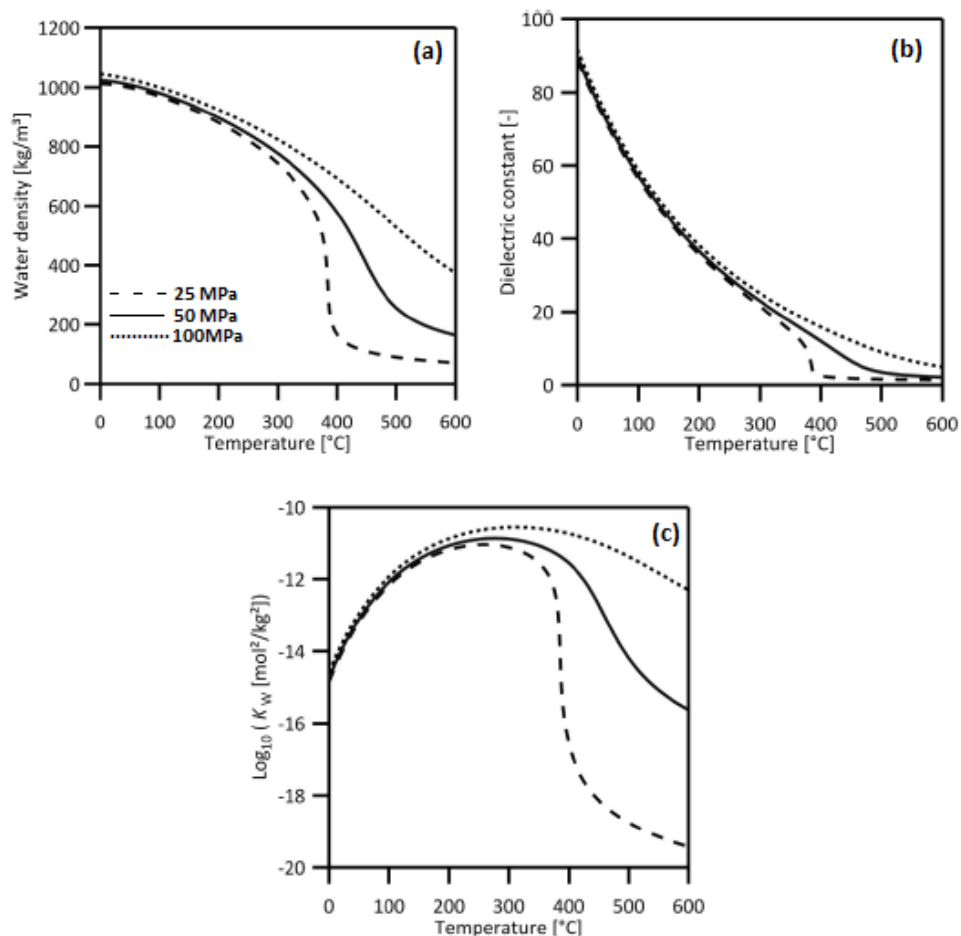 (a)
Water density [kg/m³]
1200
1000
800
600
400
200
0
25 MPa
50 MPa
100MPa
0 100 200 300 400 500 600
Temperature [°C]
(b)
Dielectric constant [-]
100
80
60
40
20
0
0 100 200 300 400 500 600
Temperature [°C]
(c)
Log₁₀ ( K W [mol²/kg²])
-10
-12
-14
-16
-18
-20
0 100 200 300 400 500 600
Temperature [°C]